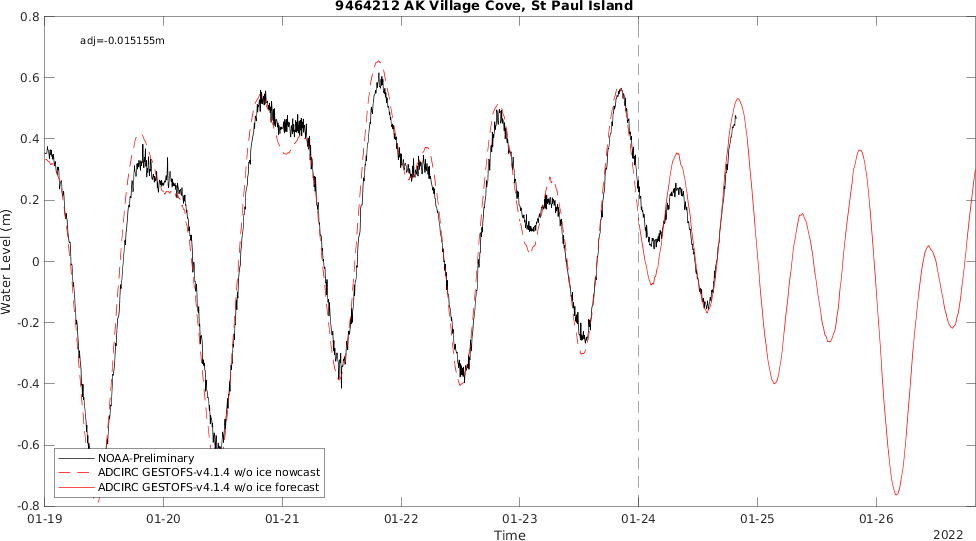 9464212 AK Village Cove, St Paul Island
adj=-0.015155m
0.8
0.6
0.4
0.2
0
-0.2
-0.4
-0.6
-0.8
Water Level (m)
NOAA-Preliminary
ADCIRC GESTOFS-v4.1.4 w/o ice nowcast
ADCIRC GESTOFS-v4.1.4 w/o ice forecast
01-19
01-20
01-21
01-22
01-23
01-24
01-25
01-26
Time
2022